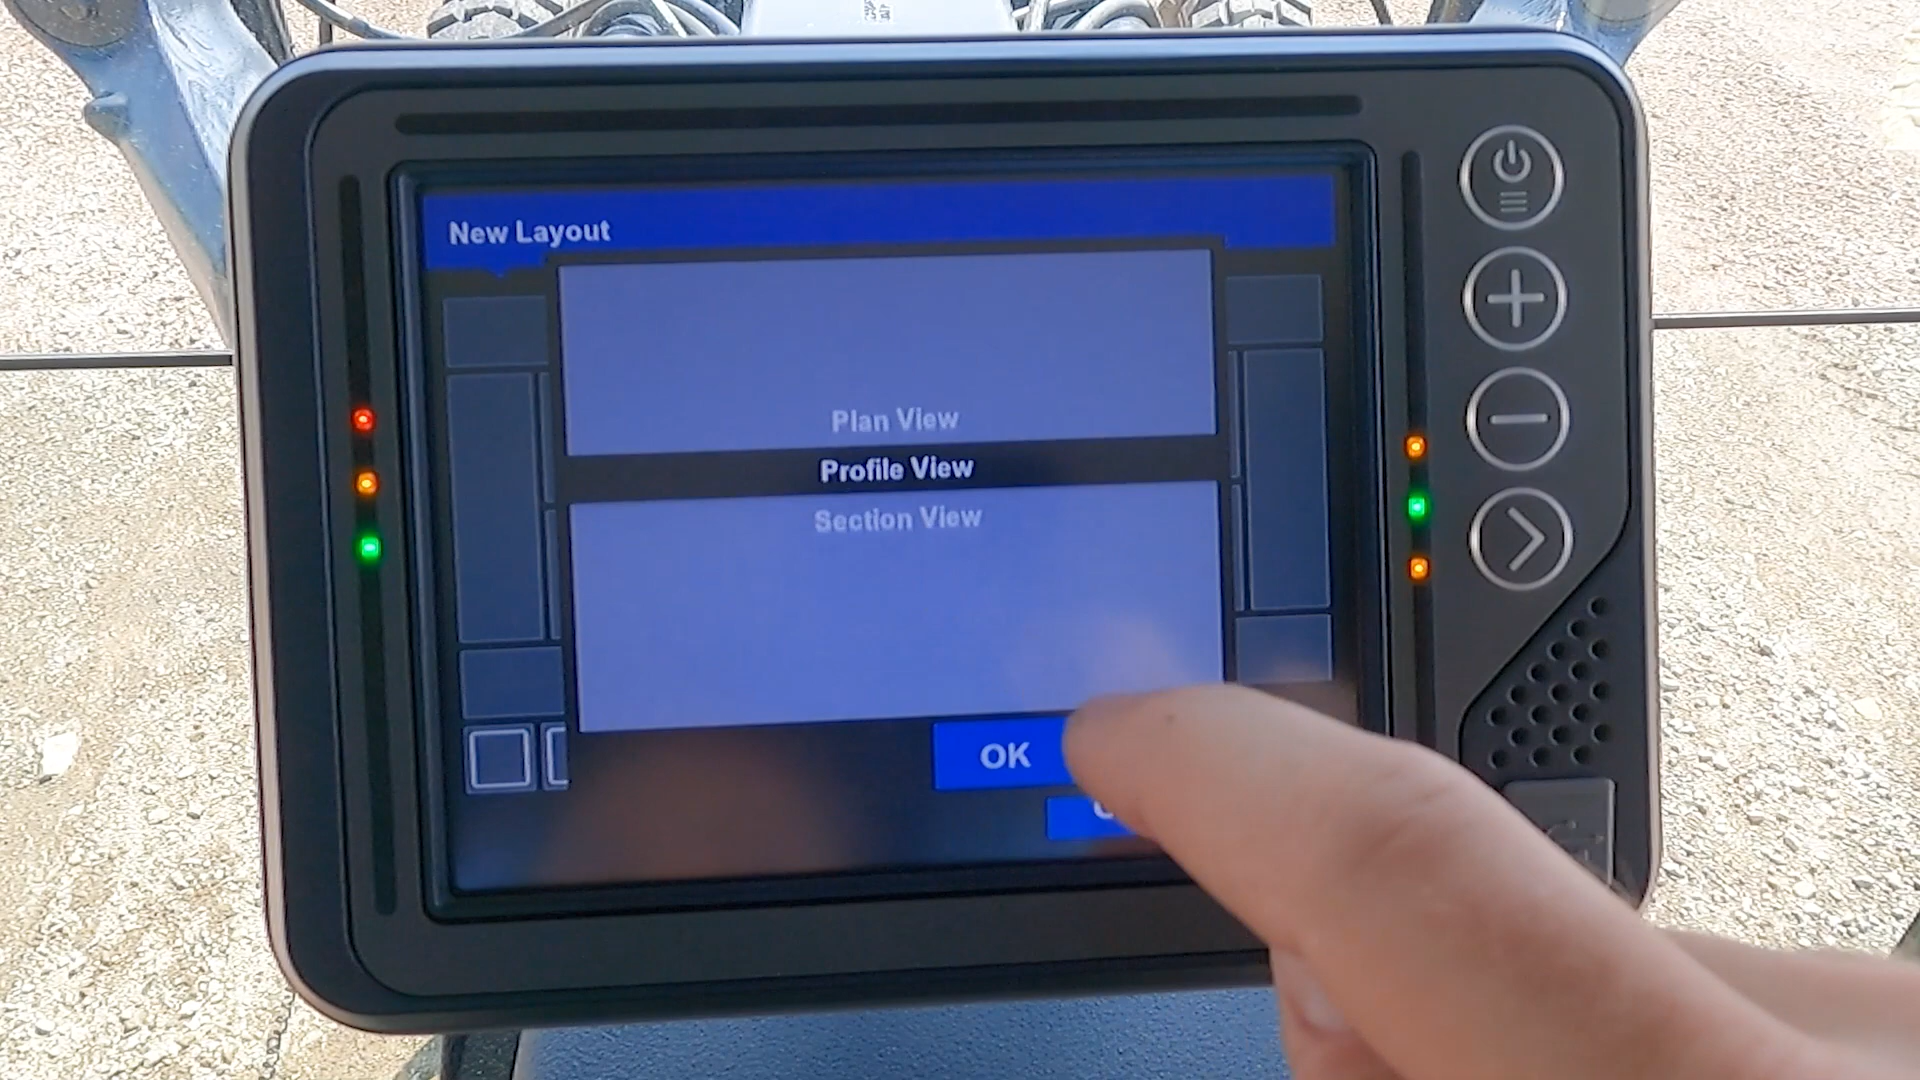 New Layout
Plan View
Profile View
Section View
OK